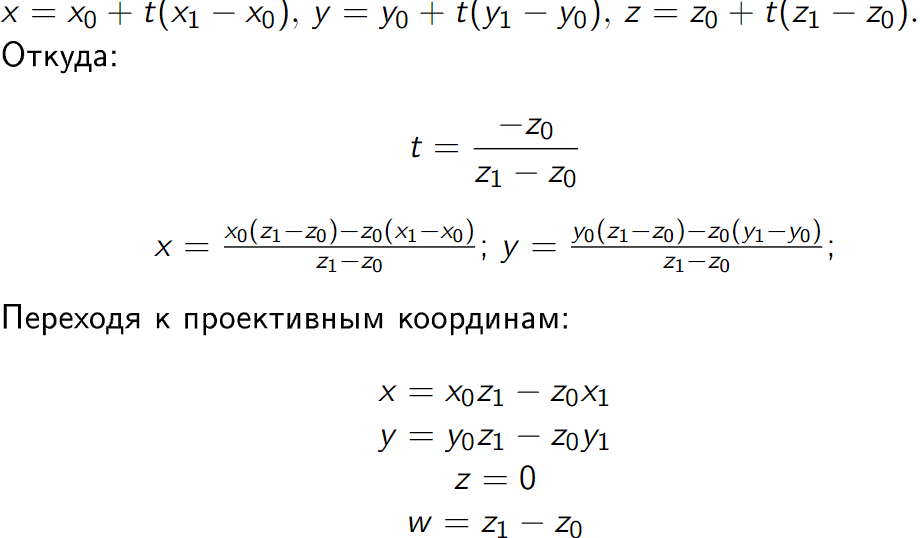 x = x₀ + t(x₁ − x₀), y = y₀ + t(y₁ − y₀), z = z₀ + t(z₁ − z₀).
Откуда:
t = −z₀ / (z₁ − z₀)
x = (x₀(z₁−z₀)−z₀(x₁−x₀)) / (z₁−z₀); y = (y₀(z₁−z₀)−z₀(y₁−y₀)) / (z₁−z₀);
Переходя к проективным координам:
x = x₀z₁ − z₀x₁
y = y₀z₁ − z₀y₁
z = 0
w = z₁ − z₀